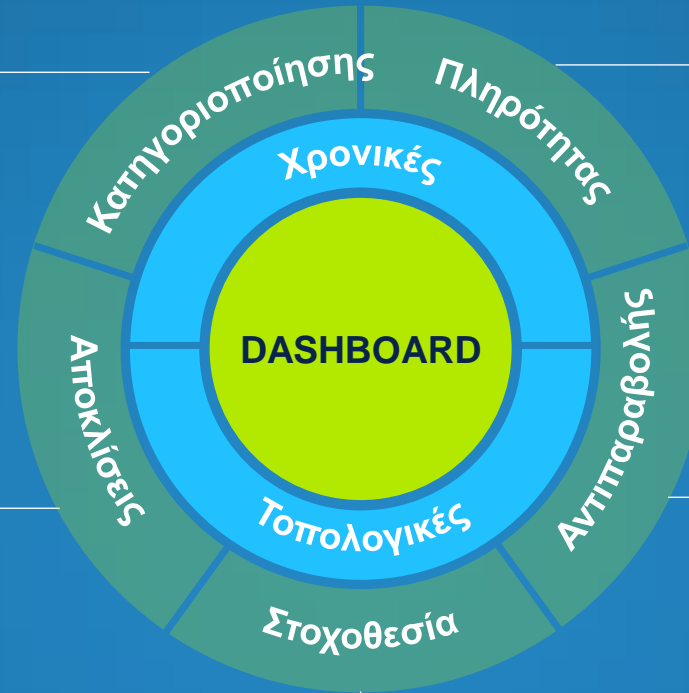 Κατηγοριοποίησης
Πληρότητας
Χρονικές
DASHBOARD
Αποκλίσεις
Αντιπαραβολής
Τοπολογικές
Στοχοθεσία